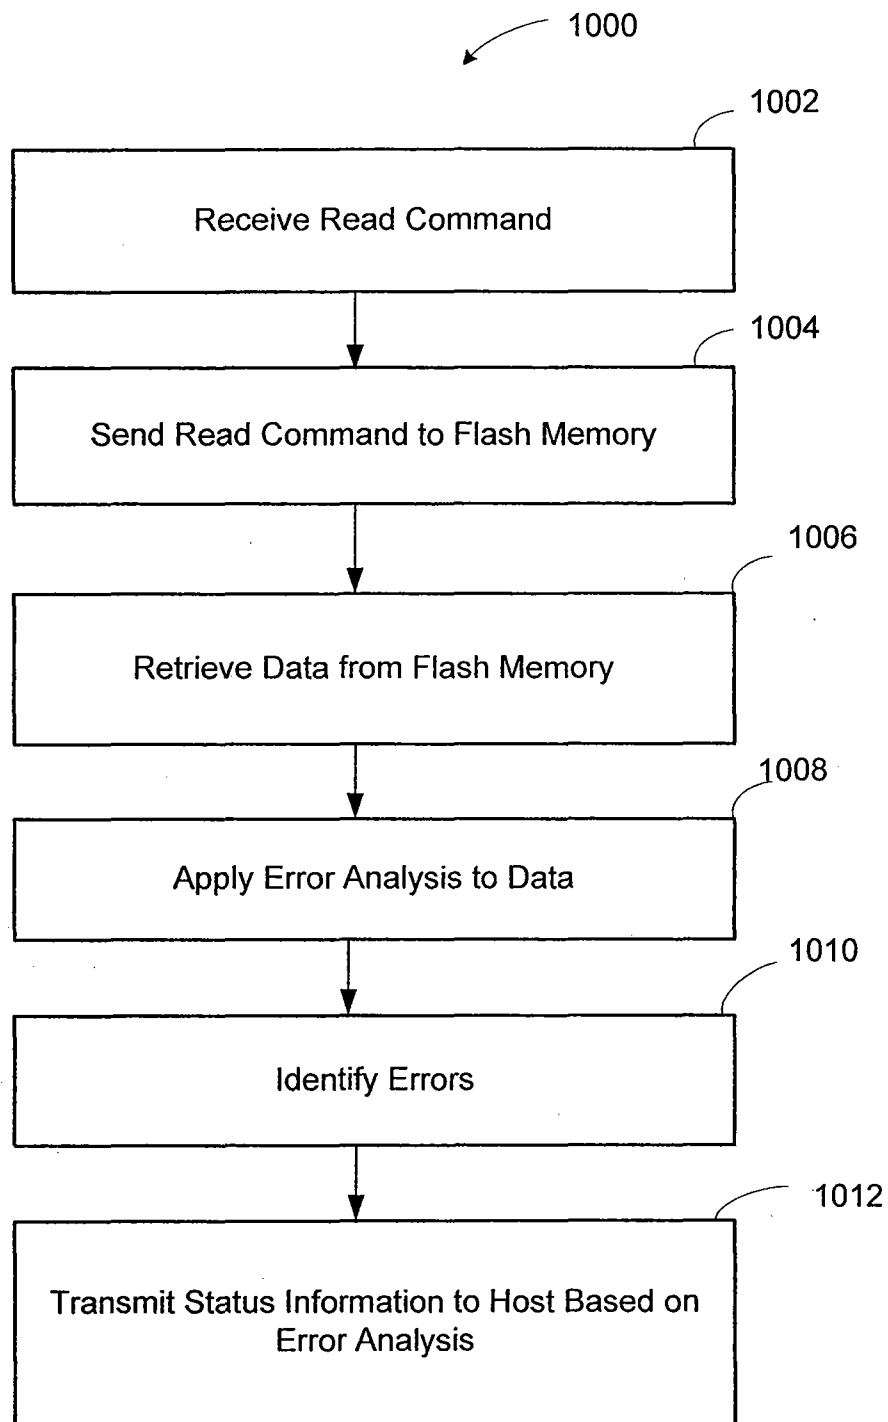 1000
1002
Receive Read Command
1004
Send Read Command to Flash Memory
1006
Retrieve Data from Flash Memory
1008
Apply Error Analysis to Data
1010
Identify Errors
1012
Transmit Status Information to Host Based on
Error Analysis